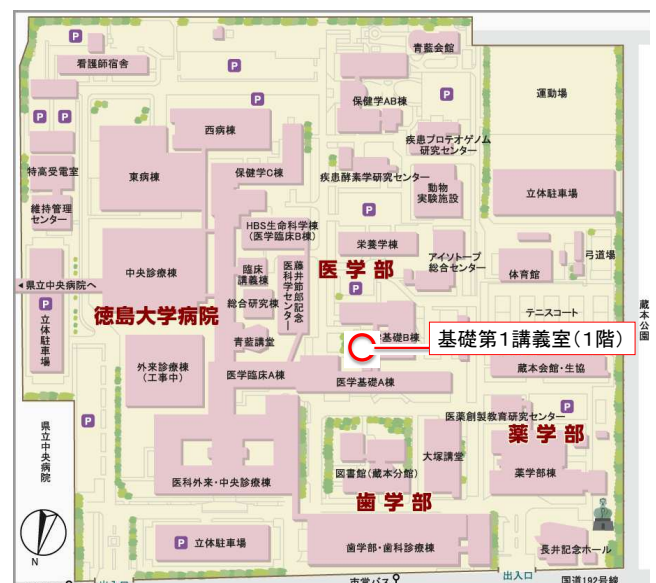 青藍会館
P
看護師宿舎
P
P
P
P
運動場
保健学AB棟
P
P
西病棟
疾患プロテオゲノム
研究センター
特高受電室
東病棟
保健学C棟
疾患酵素学研究センター
動物
実験施設
立体駐車場
維持管理
センター
P
HBS生命科学棟
(医学臨床B棟)
栄養学棟
弓道場
中央診療棟
臨床
講義棟
藤井節郎記念
医科学センター
医学部
アイソトープ
総合センター
体育館
◀県立中央病院へ
P
総合研究棟
P
立体駐車場
徳島大学病院
テニスコート
蔵本公園
青藍講堂
基礎B棟
基礎第1講義室(1階)
外来診療棟
(工事中)
医学臨床A棟
医学基礎A棟
蔵本会館・生協
P
医薬創製教育研究センター
P
県立中央病院
薬学部
大塚講堂
図書館(蔵本分館)
薬学部棟
医科外来・中央診療棟
歯学部
N
P 立体駐車場
歯学部・歯科診療棟
長井記念ホール
出入口
出入口
市営バス
国道192号線